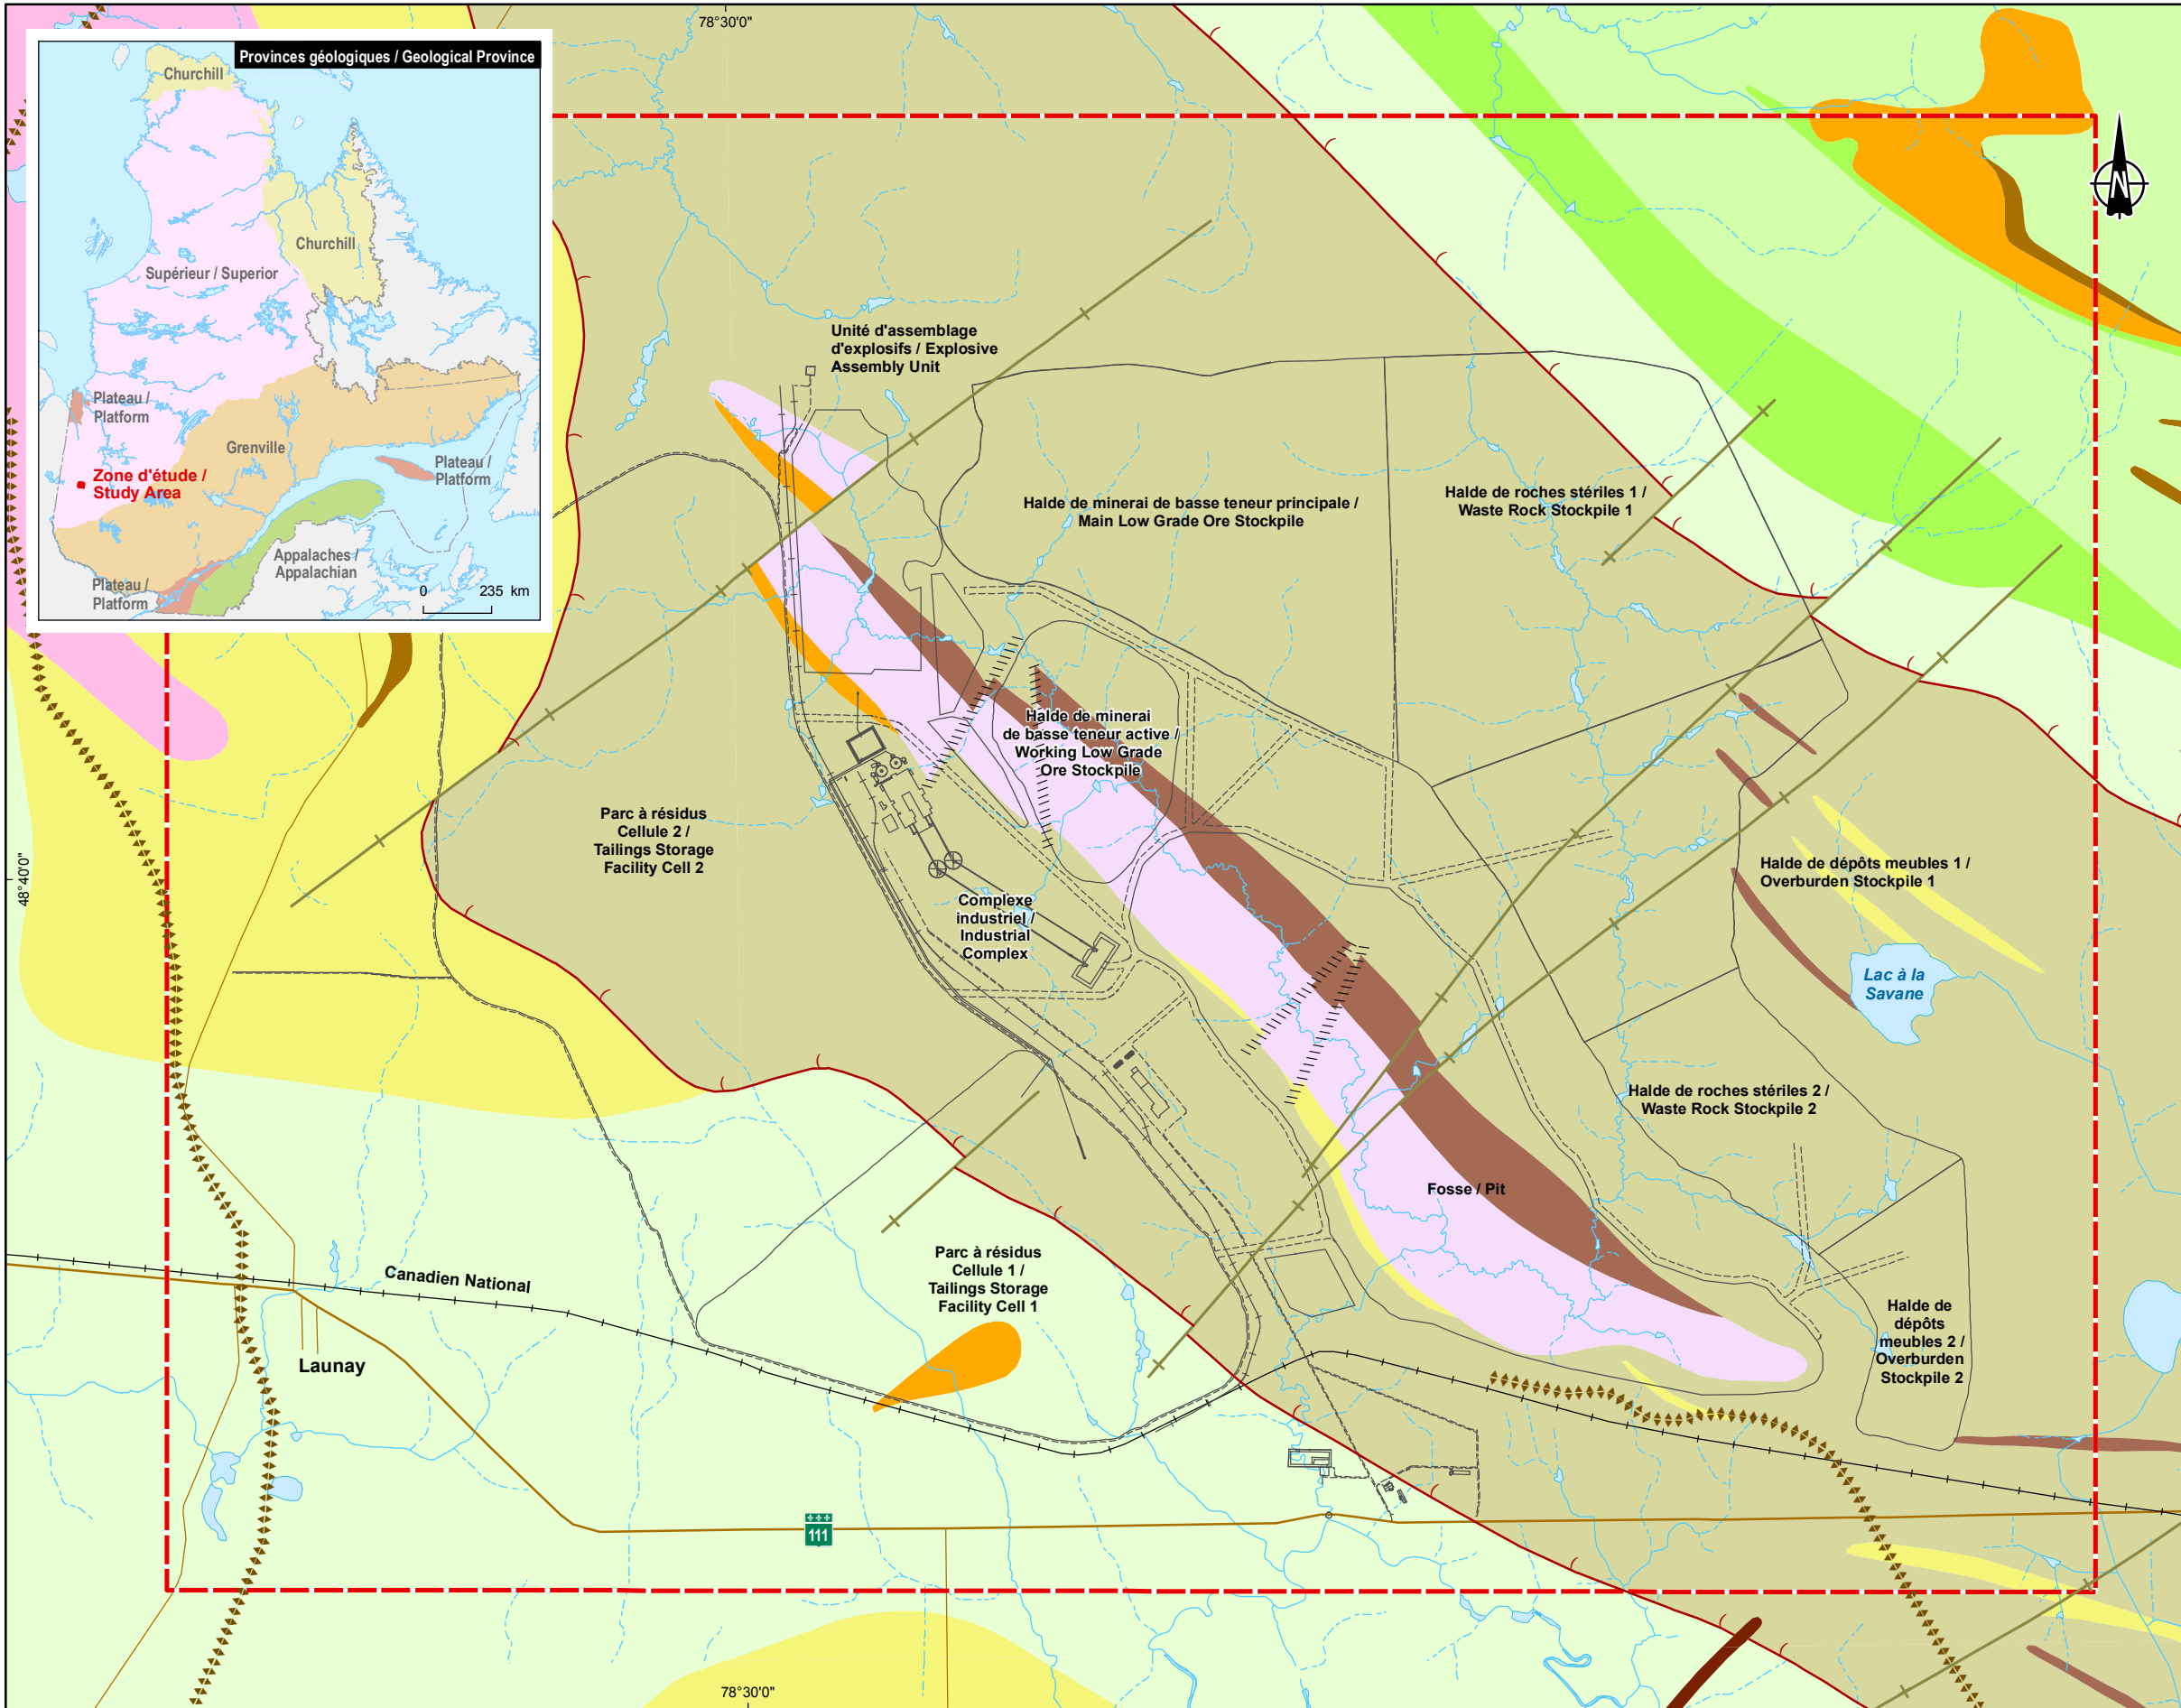 78°30'0"
Provinces géologiques / Geological Province
Churchill
Churchill
Supérieur / Superior
Plateau /
Platform
Grenville
Plateau /
Platform
Zone d'étude /
Study Area
Appalaches /
Appalachian
Plateau /
Platform
0 235 km
N
Unité d'assemblage
d'explosifs / Explosive
Assembly Unit
Halde de minerai de basse teneur principale /
Main Low Grade Ore Stockpile
Halde de roches stériles 1 /
Waste Rock Stockpile 1
Halde de minerai
de basse teneur active /
Working Low Grade
Ore Stockpile
Parc à résidus
Cellule 2 /
Tailings Storage
Facility Cell 2
48°40'0"
Halde de dépôts meubles 1 /
Overburden Stockpile 1
Complexe
industriel /
Industrial
Complex
Lac à la
Savane
Halde de roches stériles 2 /
Waste Rock Stockpile 2
Fosse / Pit
Parc à résidus
Cellule 1 /
Tailings Storage
Facility Cell 1
Canadien National
Halde de
dépôts
meubles 2 /
Overburden
Stockpile 2
Launay
111
78°30'0"